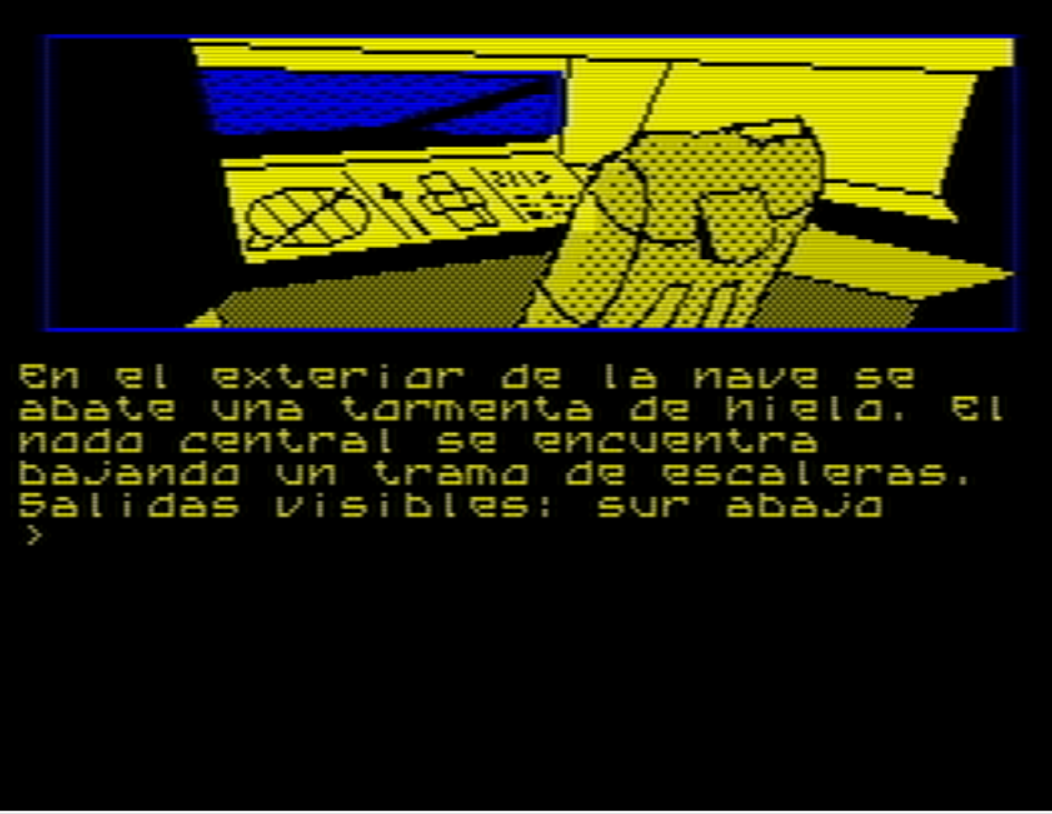 En el exterior de la nave se
abate una tormenta de hielo. El
nodo central se encuentra
bajando un tramo de escaleras.
Salidas visibles: sur abajo
>